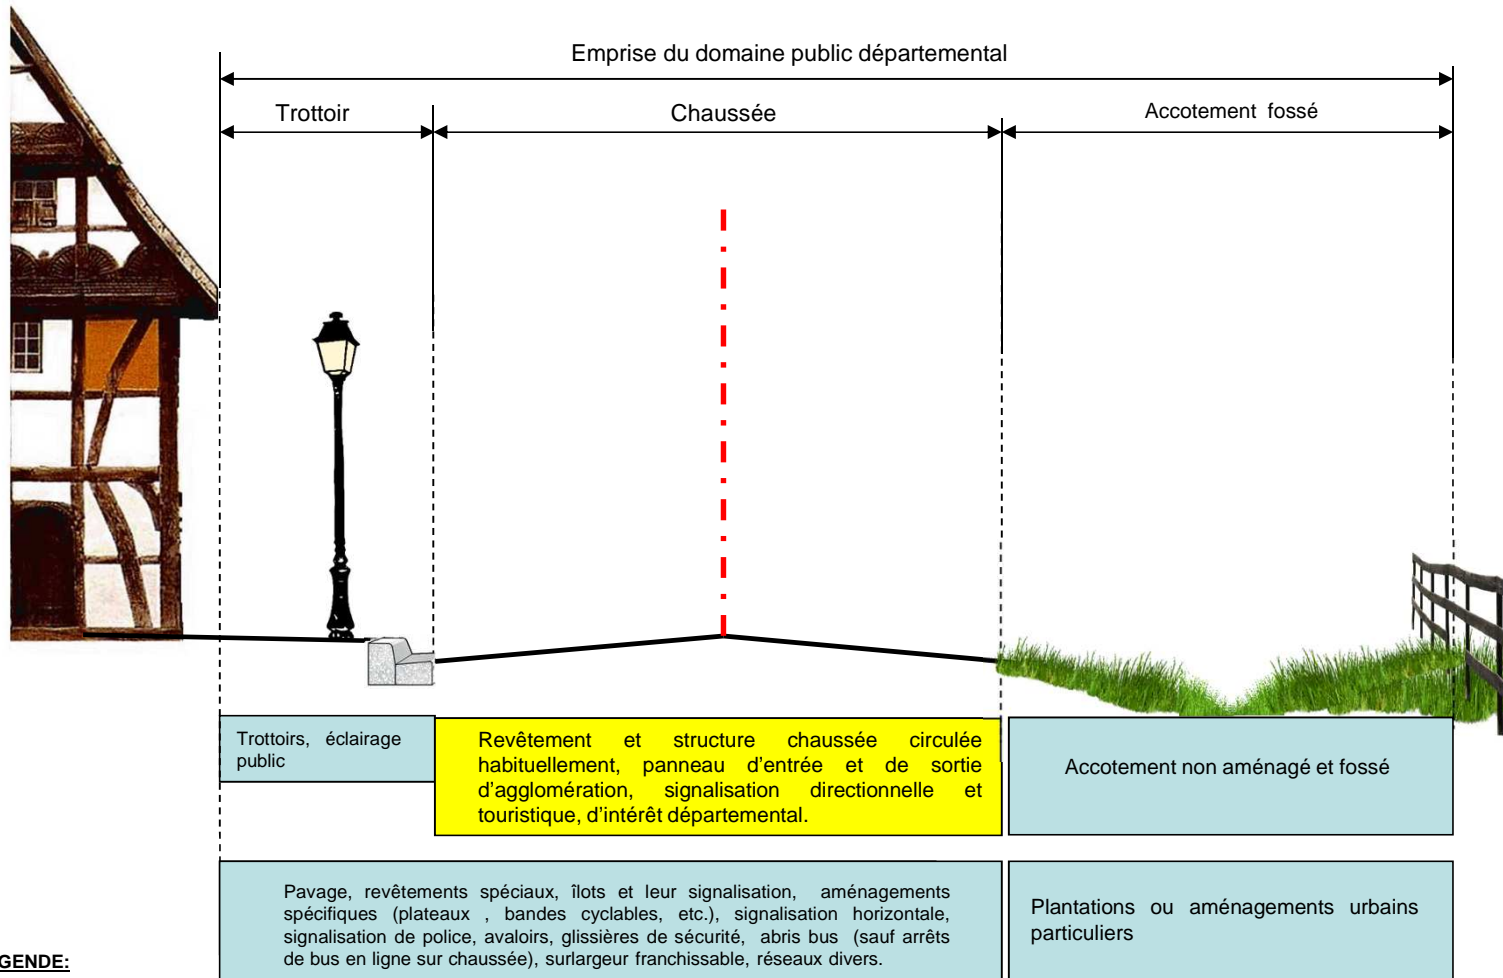 Emprise du domaine public départemental
Trottoir
Chaussée
Accotement fossé
Trottoirs, éclairage
public
Revêtement et structure chaussée circulée
habituellement, panneau d'entrée et de sortie
d'agglomération, signalisation directionnelle et
touristique, d'intérêt départemental.
Accotement non aménagé et fossé
Pavage, revêtements spéciaux, îlots et leur signalisation, aménagements
spécifiques (plateaux , bandes cyclables, etc.), signalisation horizontale,
signalisation de police, avaloirs, glissières de sécurité, abris bus (sauf arrêts
de bus en ligne sur chaussée), surlargeur franchissable, réseaux divers.
Plantations ou aménagements urbains
particuliers
GENDE: